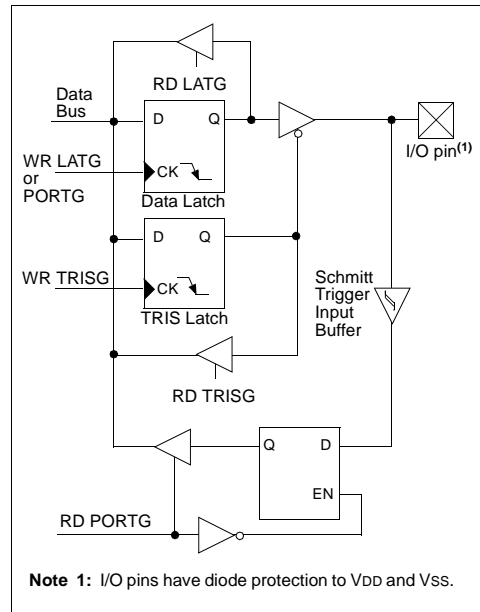 RD LATG
Data
Bus
D Q
WR LATG
or
PORTG
CK
Data Latch
I/O pin(1)
D Q
WR TRISG
CK
TRIS Latch
Schmitt
Trigger
Input
Buffer
RD TRISG
Q D
EN
RD PORTG
Note 1: I/O pins have diode protection to VDD and VSS.